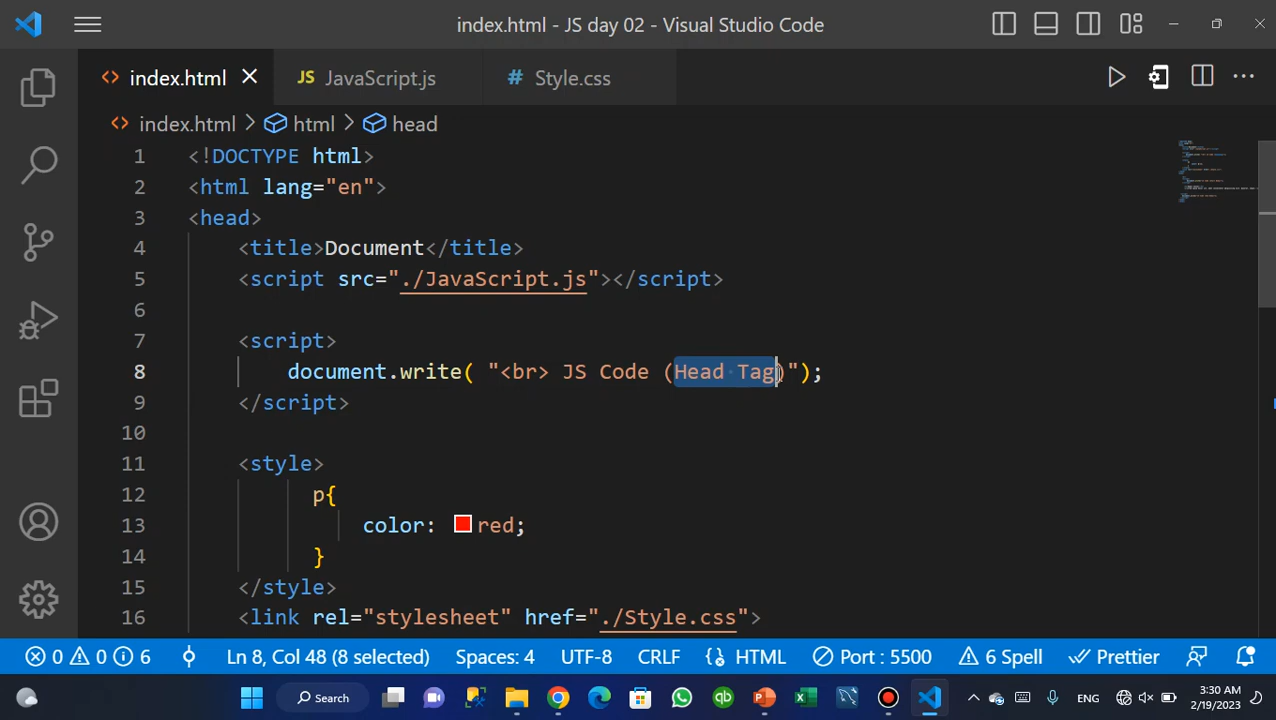 index.html - JS day 02 - Visual Studio Code
<> index.html JS JavaScript.js # Style.css
<> index.html > html > head
1 <!DOCTYPE html>
2 <html lang="en">
3 <head>
4 <title>Document</title>
5 <script src="./JavaScript.js"></script>
6
7 <script>
8 document.write( "<br> JS Code (Head Tag)");
9 </script>
10
11 <style>
12 p{
13 color: red;
14 }
15 </style>
16 <link rel="stylesheet" href="./Style.css">
0 0 6 Ln 8, Col 48 (8 selected) Spaces: 4 UTF-8 CRLF {} HTML Port : 5500 6 Spell Prettier
Search qb ENG 3:30 AM
2/19/2023